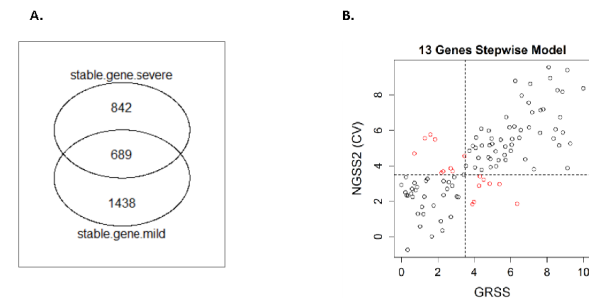 A.
stable.gene.severe
842
689
1438
stable.gene.mild
B.
13 Genes Stepwise Model
NGSS2 (CV)
8
6
4
2
0
0 2 4 6 8 10
GRSS